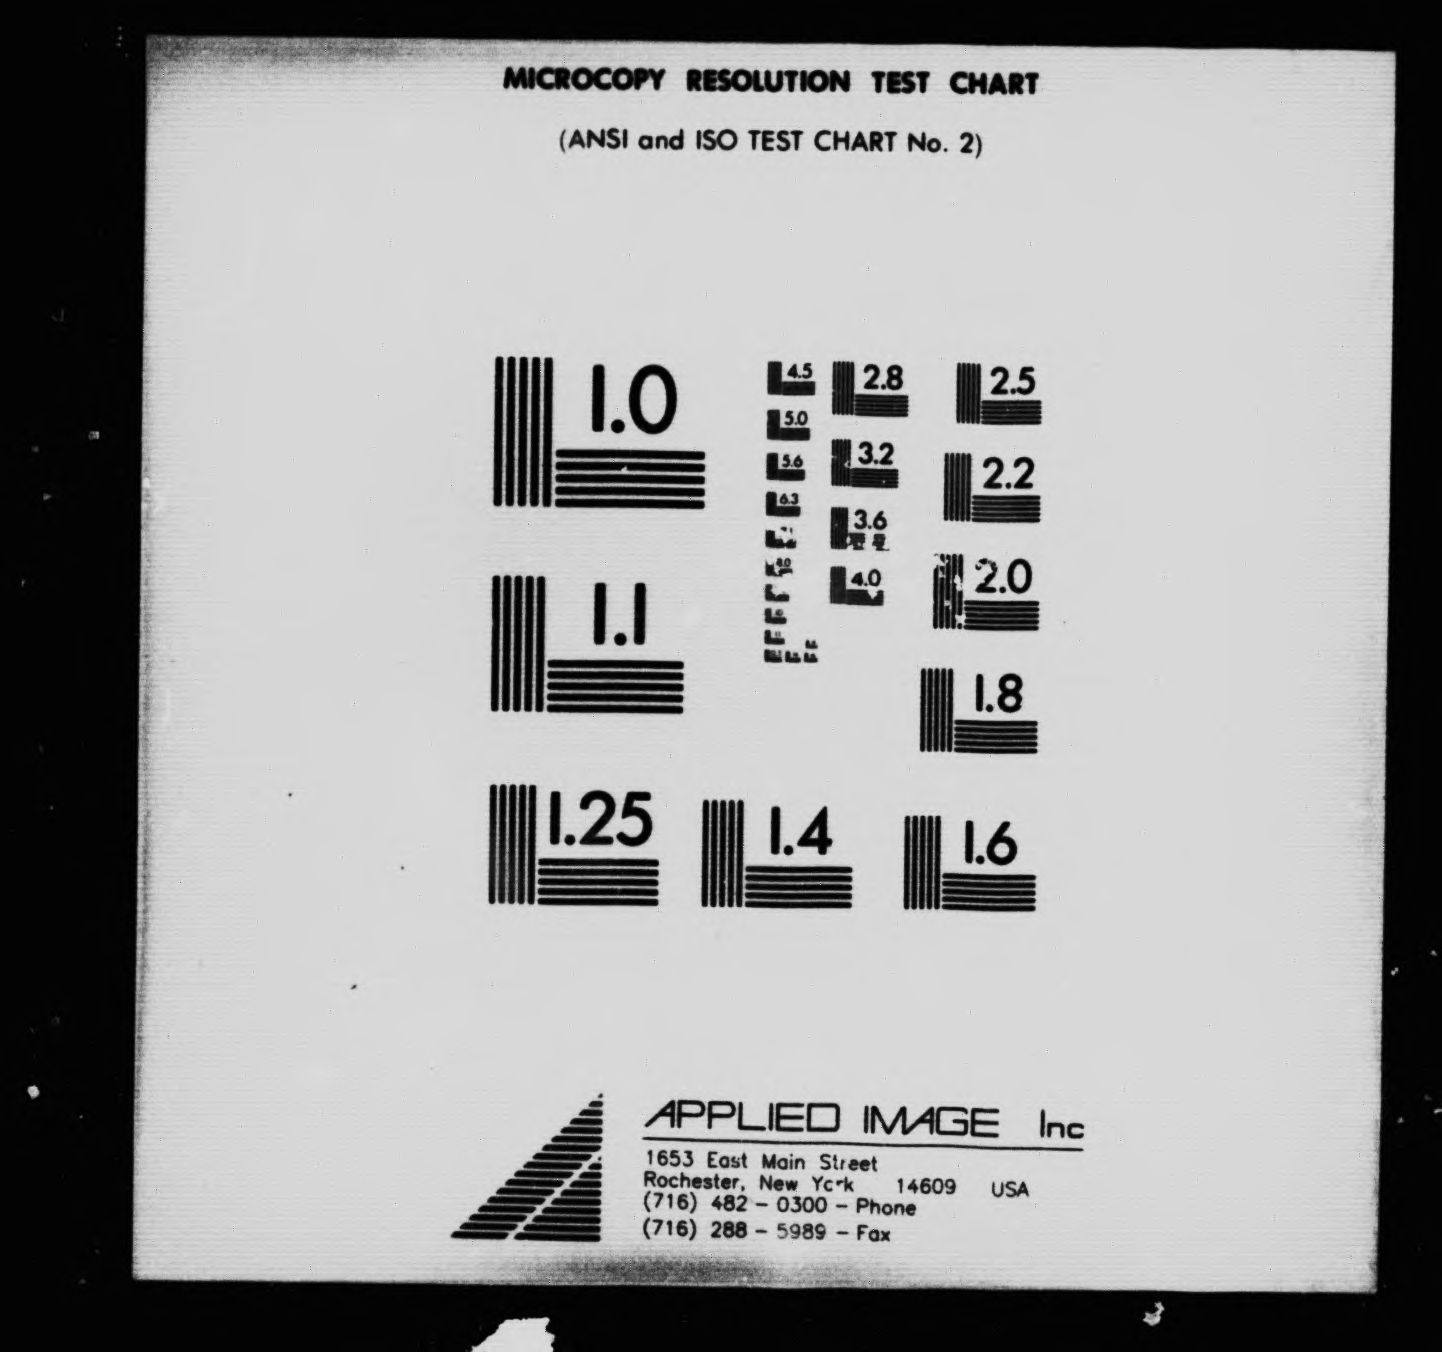 MICROCOPY RESOLUTION TEST CHART
(ANSI and ISO TEST CHART No. 2)
1.0
4.5
2.8
2.5
5.0
3.2
2.2
5.6
6.3
3.6
2.0
8.0
4.0
1.1
1.8
1.25
1.4
1.6
APPLIED IMAGE Inc
1653 East Main Street
Rochester, New York 14609 USA
(716) 482 - 0300 - Phone
(716) 288 - 5989 - Fax